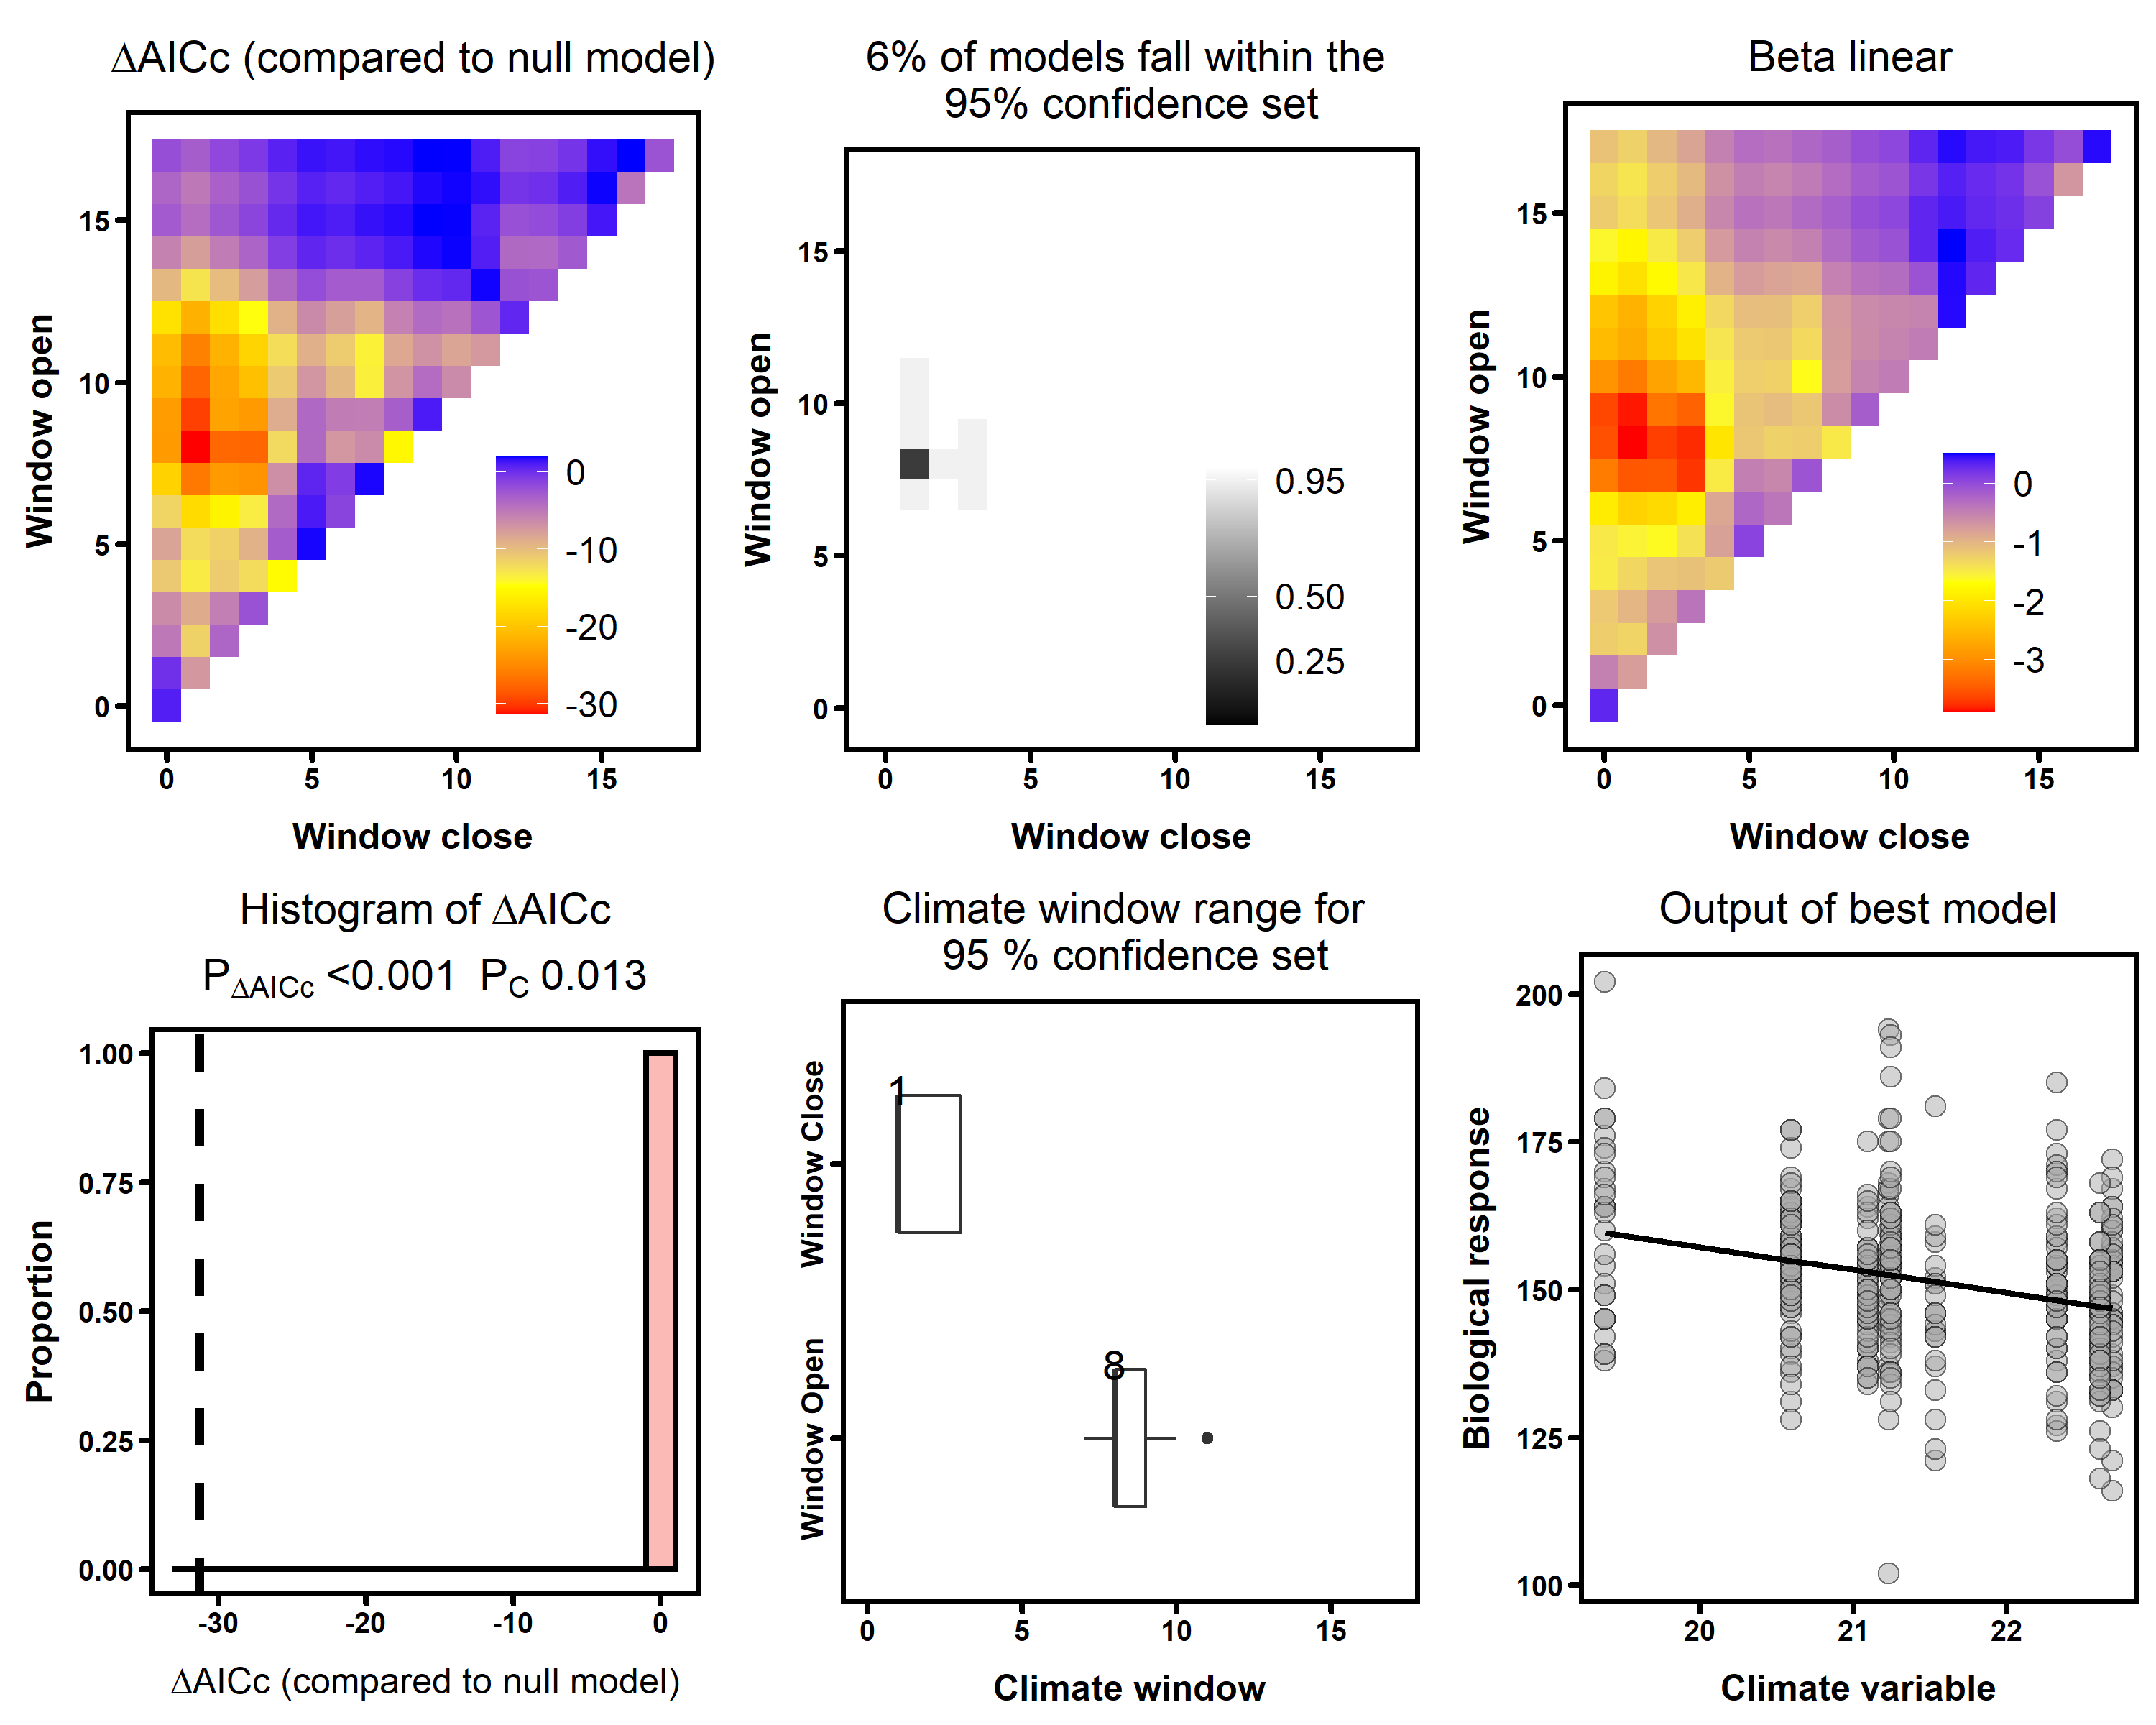 ∆AICc (compared to null model)
Window open
15
10
5
0
0
-10
-20
-30
0 5 10 15
Window close
6% of models fall within the
95% confidence set
Window open
15
10
5
0
0.95
0.50
0.25
0 5 10 15
Window close
Beta linear
Window open
15
10
5
0
0
-1
-2
-3
0 5 10 15
Window close
Histogram of ∆AICc
P∆AICc <0.001 PC 0.013
Proportion
1.00
0.75
0.50
0.25
0.00
-30 -20 -10 0
∆AICc (compared to null model)
Climate window range for
95 % confidence set
Window Close
1
Window Open
8
0 5 10 15
Climate window
Output of best model
Biological response
200
175
150
125
100
20 21 22
Climate variable